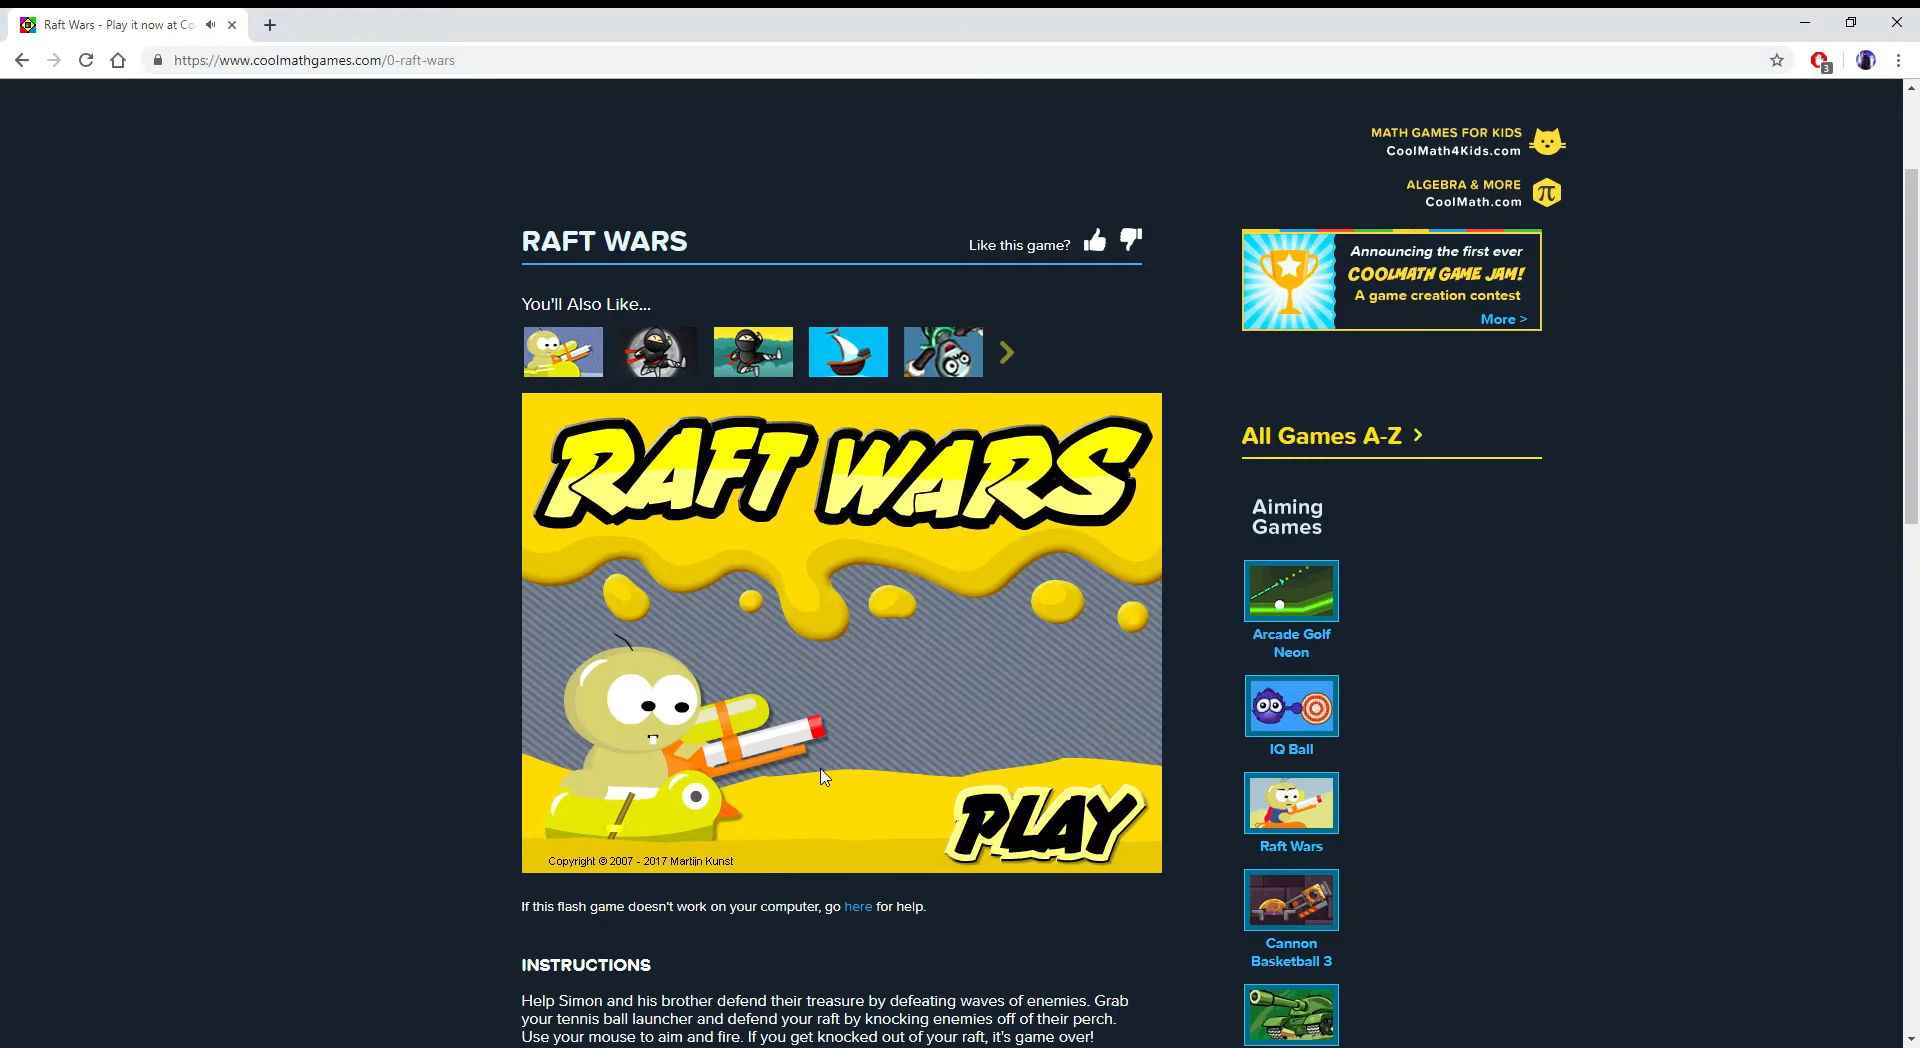 Raft Wars - Play it now at Co
https://www.coolmathgames.com/0-raft-wars
3
MATH GAMES FOR KIDS
CoolMath4Kids.com
ALGEBRA & MORE
CoolMath.com
π
RAFT WARS
Like this game?
Announcing the first ever
COOLMATH GAME JAM!
A game creation contest
More >
You'll Also Like...
RAFT WARS
PLAY
Copyright © 2007 - 2017 Martijn Kunst
All Games A-Z >
Aiming
Games
Arcade Golf
Neon
IQ Ball
Raft Wars
Cannon
Basketball 3
If this flash game doesn't work on your computer, go here for help.
INSTRUCTIONS
Help Simon and his brother defend their treasure by defeating waves of enemies. Grab
your tennis ball launcher and defend your raft by knocking enemies off of their perch.
Use your mouse to aim and fire. If you get knocked out of your raft, it's game over!